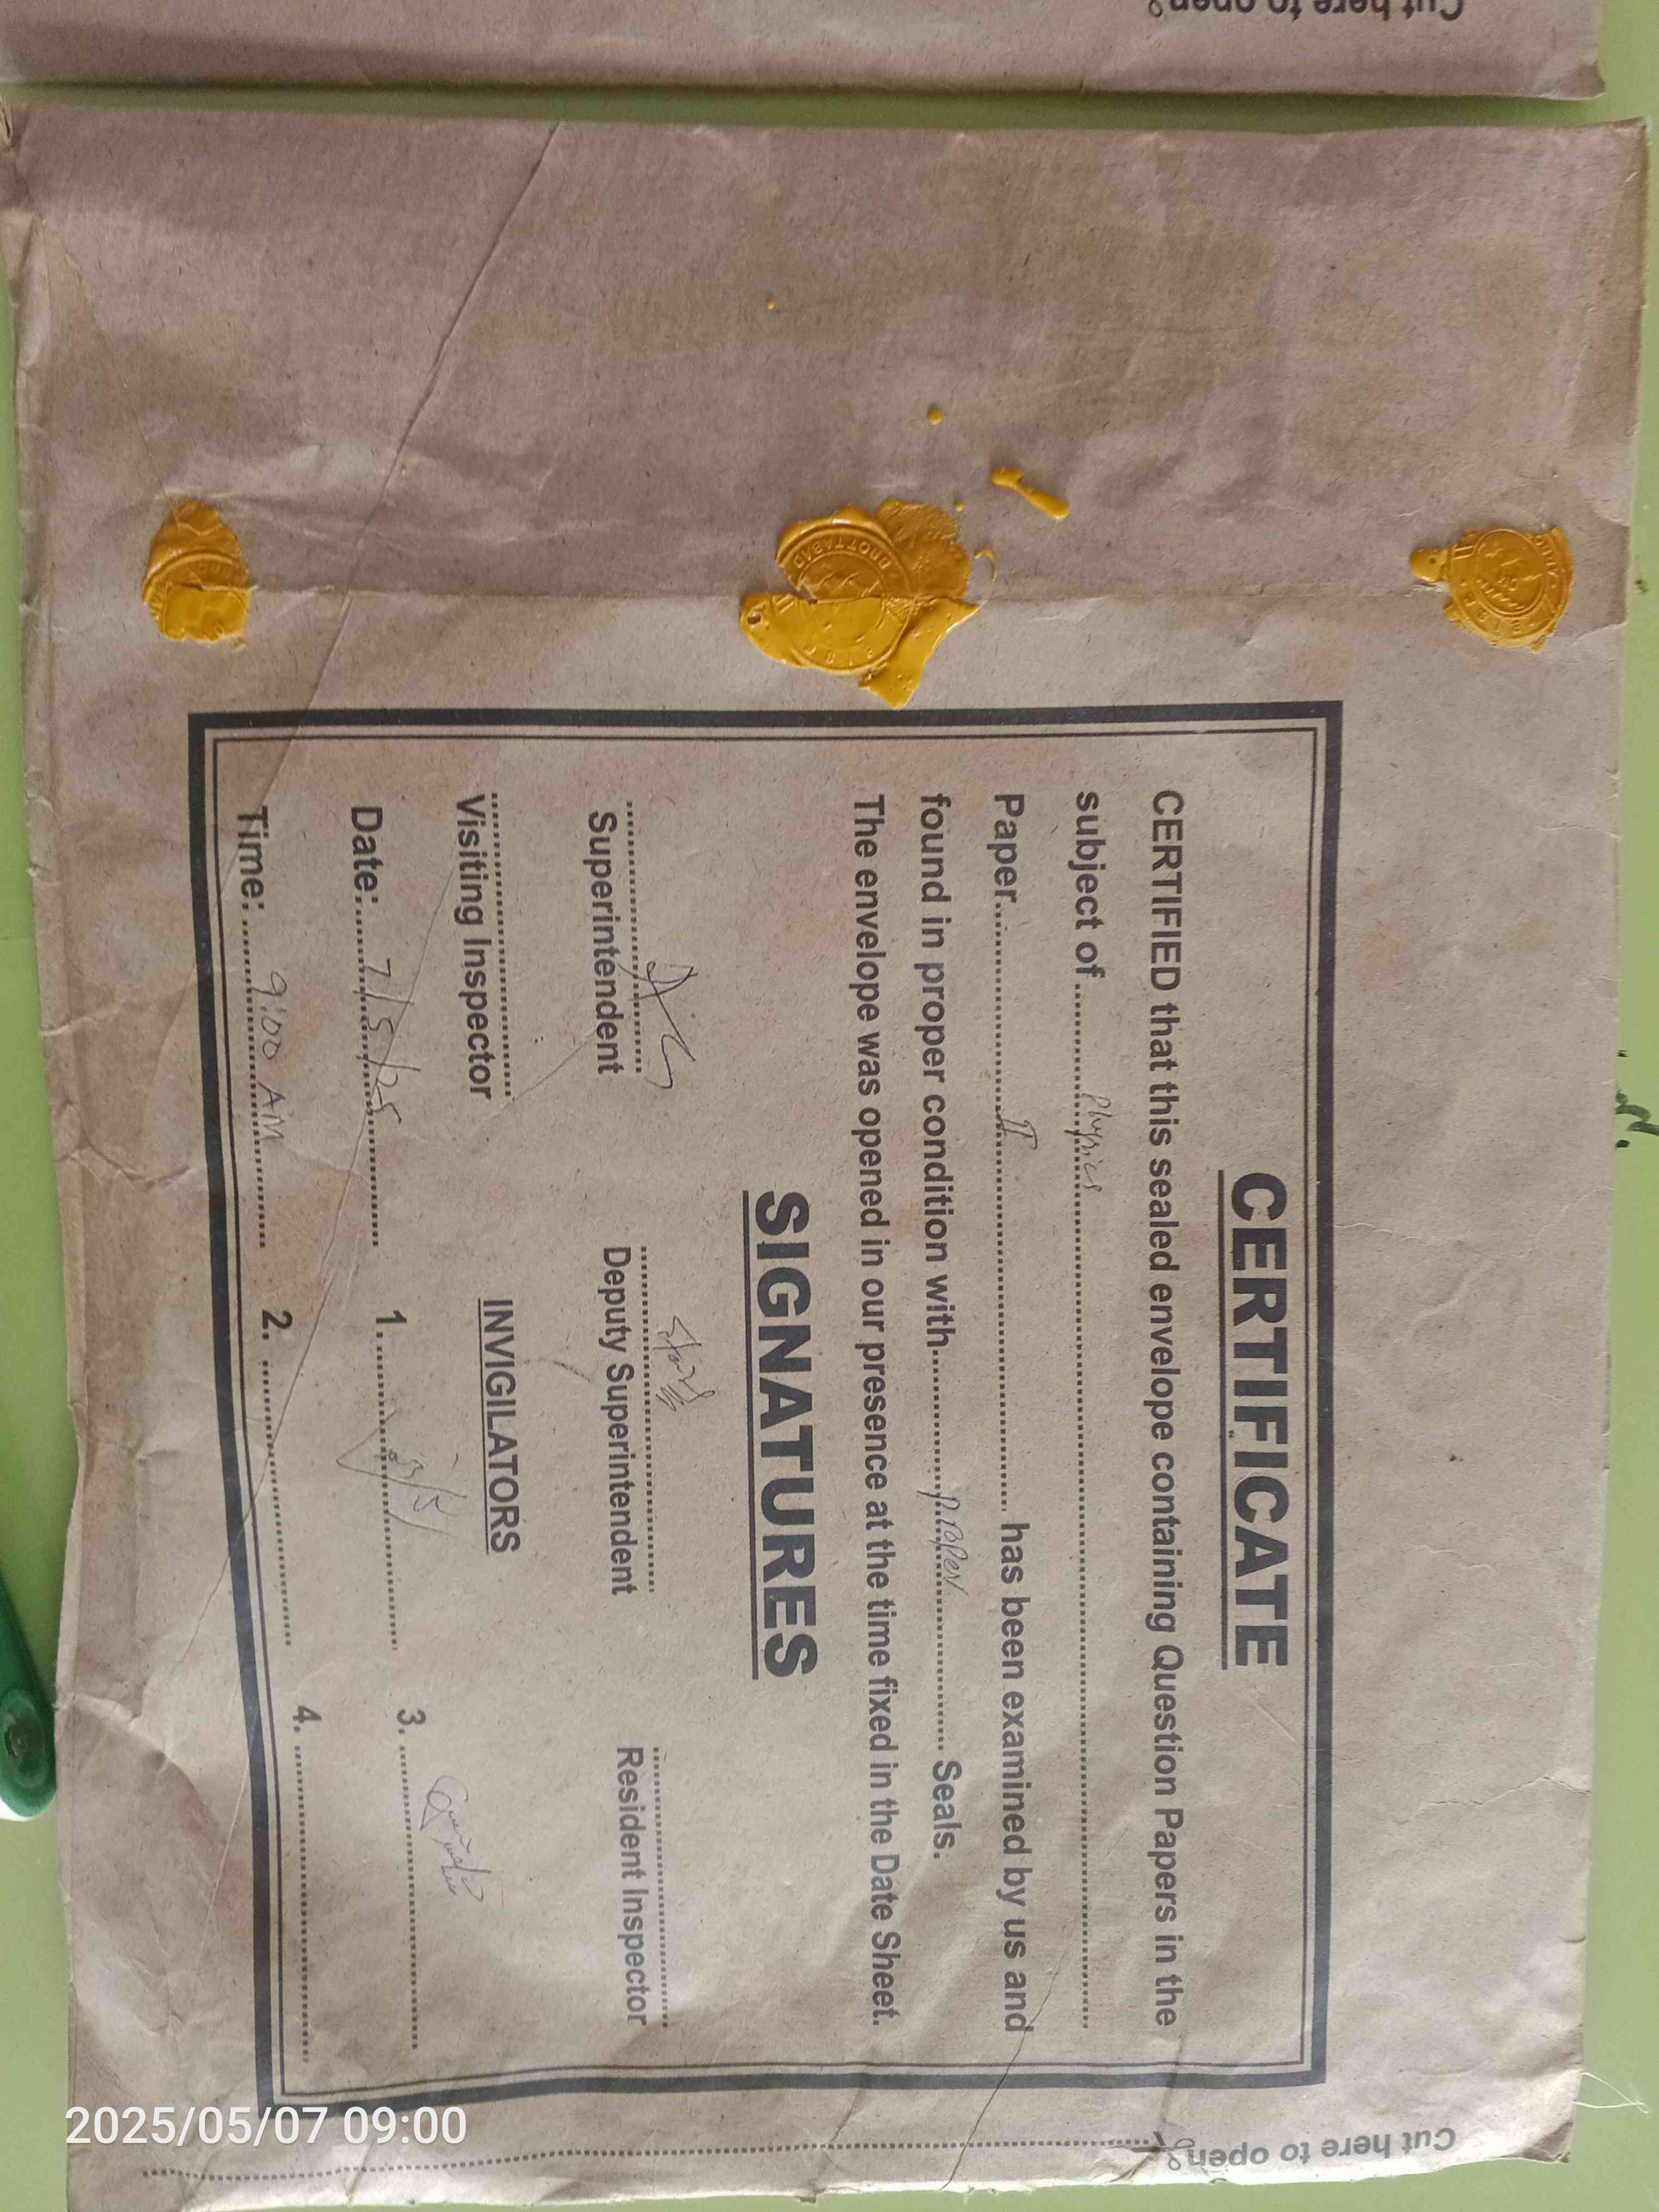 Cut here to open
CERTIFICATE
CERTIFIED that this sealed envelope containing Question Papers in the
subject of ............ Physics ............
Paper ............ II ............ has been examined by us and
found in proper condition with ............ proper ............ Seals.
The envelope was opened in our presence at the time fixed in the Date Sheet.
SIGNATURES
Superintendent Deputy Superintendent Resident Inspector
Visiting Inspector INVIGILATORS
Date: 7/5/25 1. 3.
Time: 9:00 AM 2. 4.
Cut here to open
ABBOTTABAD
BISE
2025/05/07 09:00